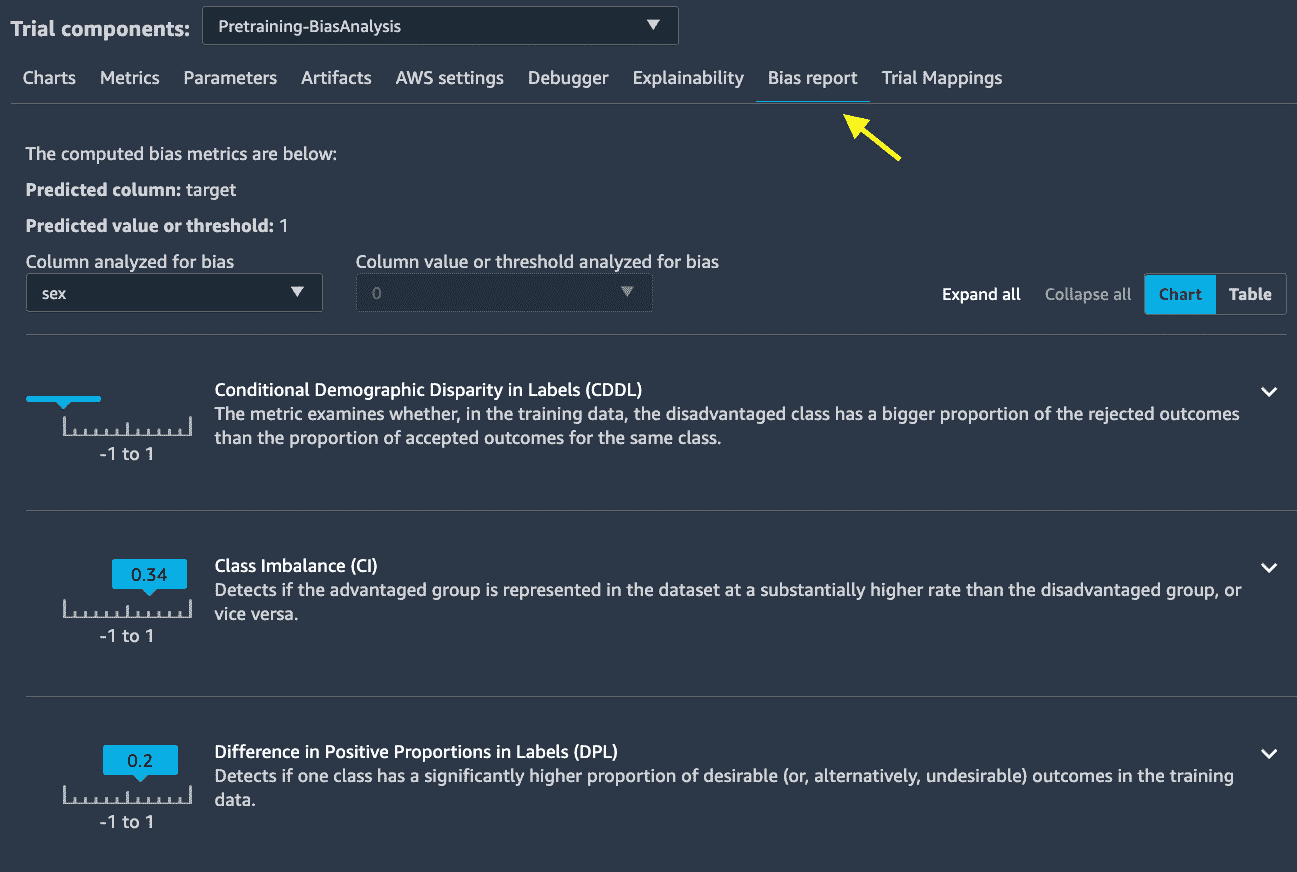 Trial components: Pretraining-BiasAnalysis
Charts Metrics Parameters Artifacts AWS settings Debugger Explainability Bias report Trial Mappings
The computed bias metrics are below:
Predicted column: target
Predicted value or threshold: 1
Column analyzed for bias Column value or threshold analyzed for bias
sex 0 Expand all Collapse all Chart Table
Conditional Demographic Disparity in Labels (CDDL)
The metric examines whether, in the training data, the disadvantaged class has a bigger proportion of the rejected outcomes
than the proportion of accepted outcomes for the same class.
-1 to 1
Class Imbalance (CI)
0.34
Detects if the advantaged group is represented in the dataset at a substantially higher rate than the disadvantaged group, or
vice versa.
-1 to 1
Difference in Positive Proportions in Labels (DPL)
0.2
Detects if one class has a significantly higher proportion of desirable (or, alternatively, undesirable) outcomes in the training
data.
-1 to 1